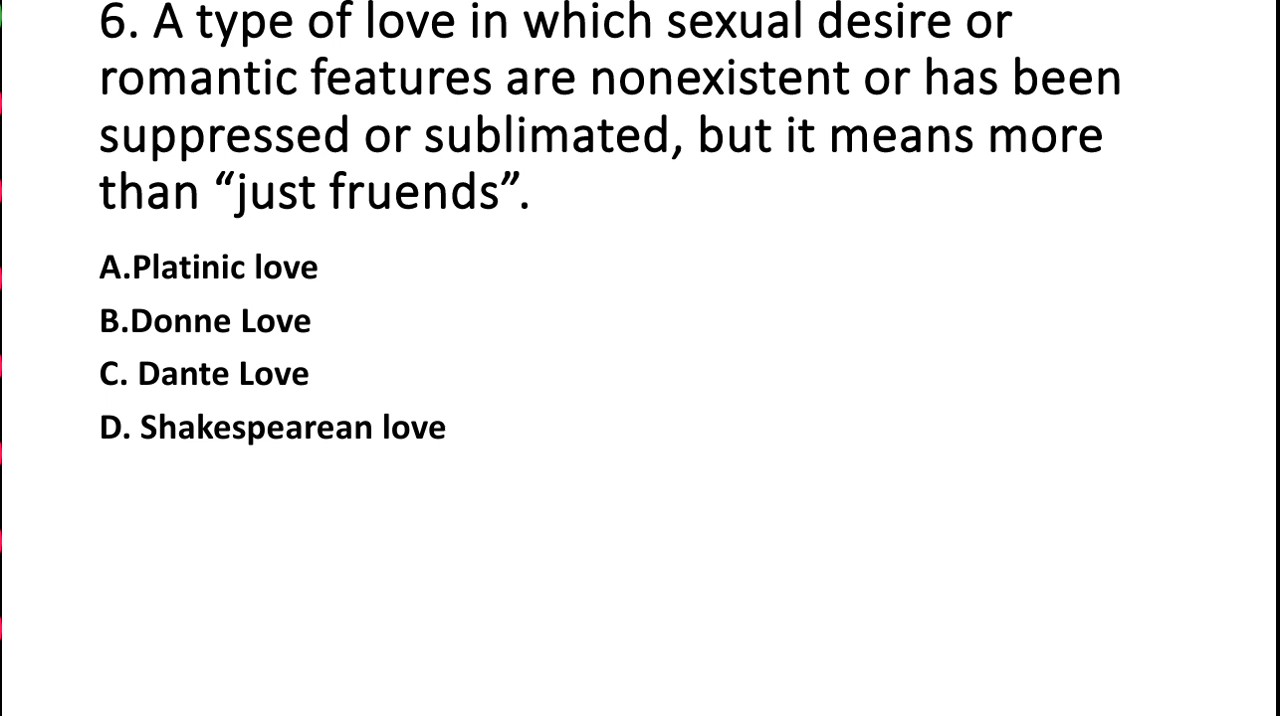 6. A type of love in which sexual desire or
romantic features are nonexistent or has been
suppressed or sublimated, but it means more
than “just fruends”.
A.Platinic love
B.Donne Love
C. Dante Love
D. Shakespearean love